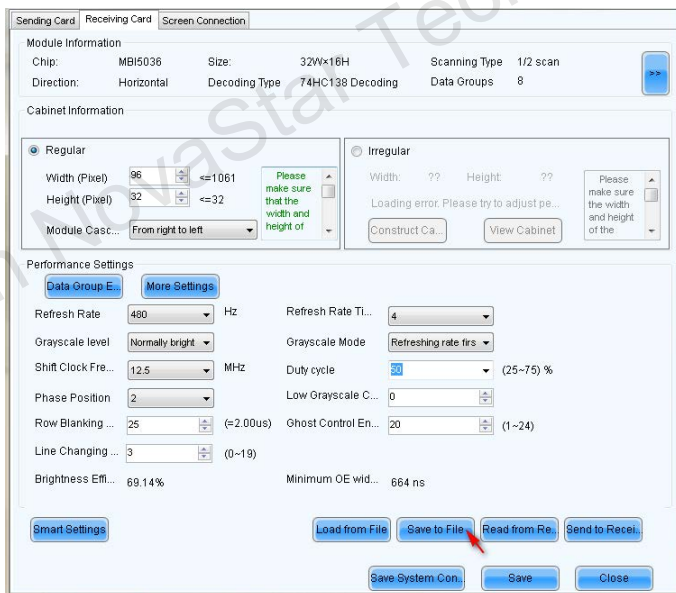 Sending Card Receiving Card Screen Connection
Module Information
Chip: MBI5036 Size: 32W×16H Scanning Type 1/2 scan
>>
Direction: Horizontal Decoding Type 74HC138 Decoding Data Groups 8
Cabinet Information
Regular
Width (Pixel) 96 <=1061
Height (Pixel) 32 <=32
Module Casc... From right to left
Please
make sure
that the
width and
height of
Irregular
Width: ?? Height: ??
Loading error. Please try to adjust pe...
Construct Ca... View Cabinet
Please
make sure
the width
and height
of the
Performance Settings
Data Group E... More Settings
Refresh Rate 480 Hz Refresh Rate Ti... 4
Grayscale level Normally bright Grayscale Mode Refreshing rate firs
Shift Clock Fre... 12.5 MHz Duty cycle 50 (25~75) %
Phase Position 2 Low Grayscale C... 0
Row Blanking ... 25 (=2.00us) Ghost Control En... 20 (1~24)
Line Changing ... 3 (0~19)
Brightness Effi... 69.14% Minimum OE wid... 664 ns
Smart Settings Load from File Save to File Read from Re.. Send to Recei..
Save System Con.. Save Close
NovaStar Tec